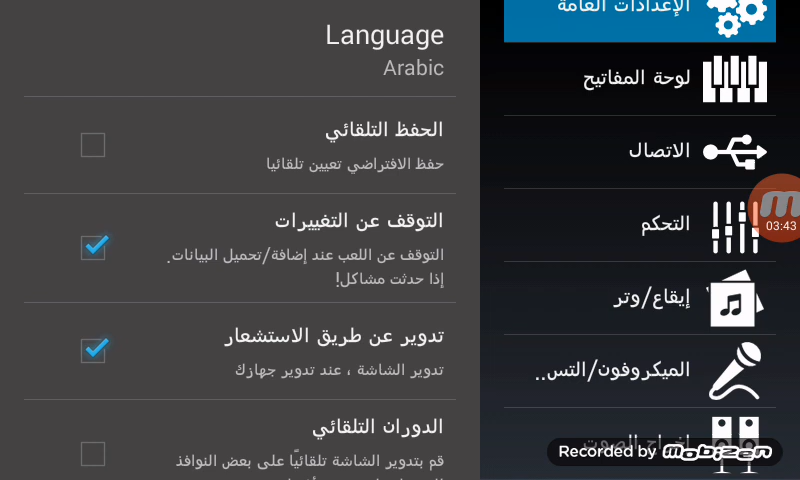 الإعدادات العامة
لوحة المفاتيح
الاتصال
التحكم
إيقاع/وتر
الميكروفون/التس..
إخراج الصوت
Language
Arabic
الحفظ التلقائي
حفظ الافتراضي تعيين تلقائيا
التوقف عن التغييرات
التوقف عن اللعب عند إضافة/تحميل البيانات.
إذا حدثت مشاكل!
تدوير عن طريق الاستشعار
تدوير الشاشة ، عند تدوير جهازك
الدوران التلقائي
قم بتدوير الشاشة تلقائيًا على بعض النوافذ
03:43
Recorded by mobizen